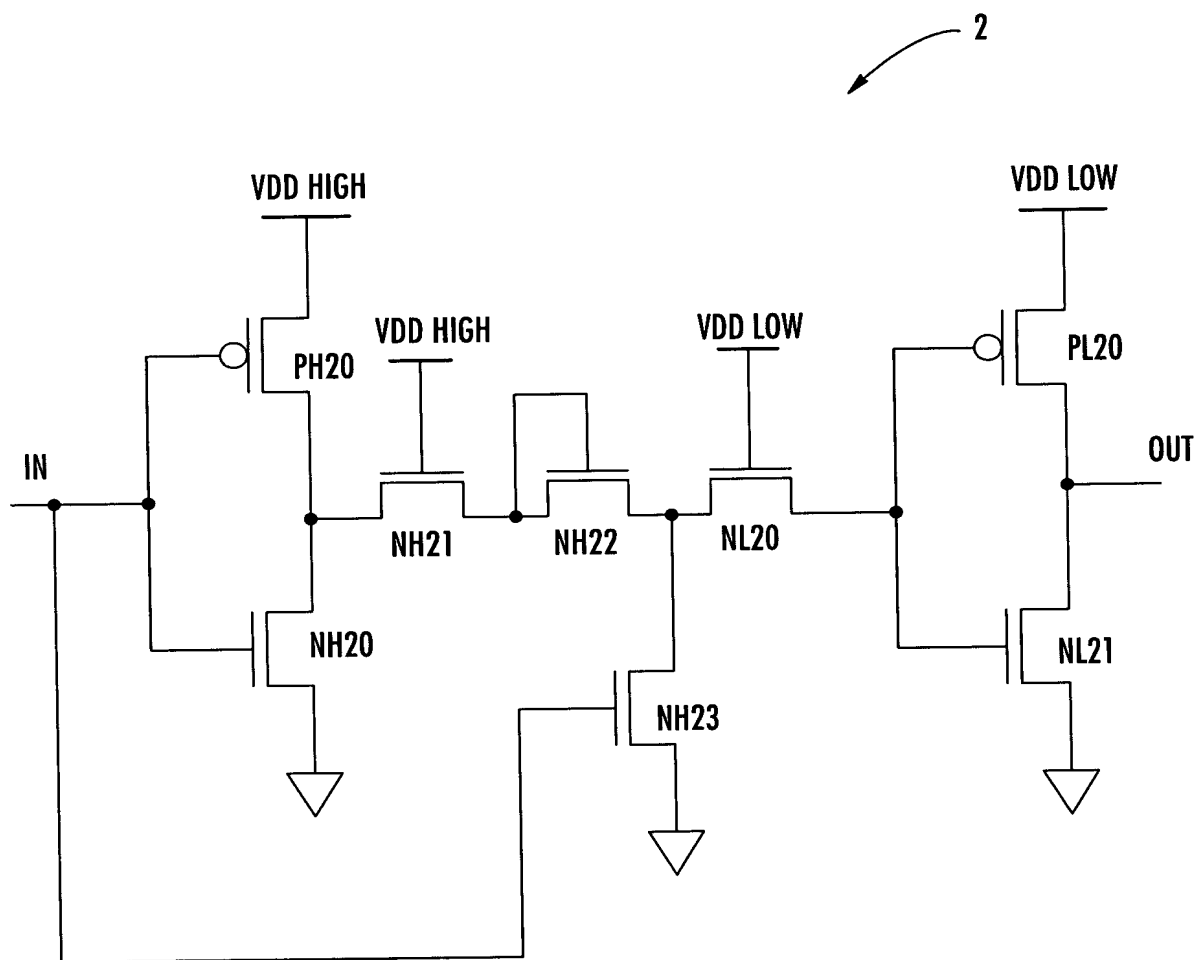 2
VDD HIGH
VDD LOW
VDD HIGH
VDD LOW
PH20
PL20
IN
OUT
NH21
NH22
NL20
NH20
NL21
NH23